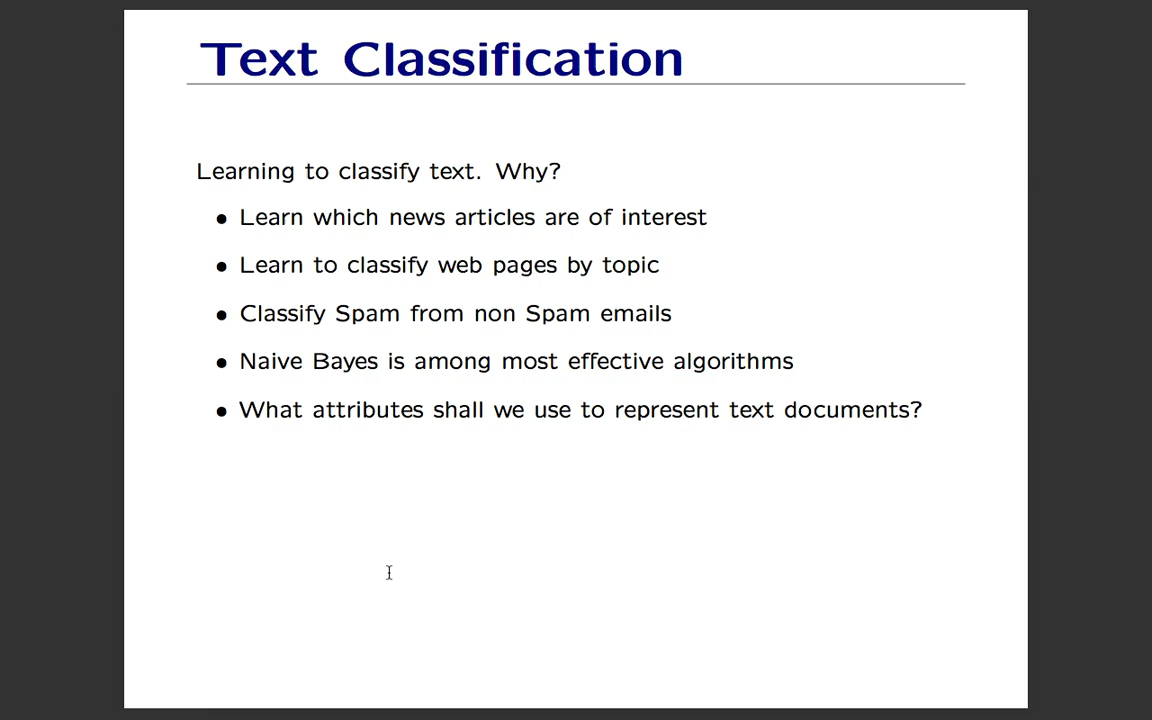 Text Classification
Learning to classify text. Why?
• Learn which news articles are of interest
• Learn to classify web pages by topic
• Classify Spam from non Spam emails
• Naive Bayes is among most effective algorithms
• What attributes shall we use to represent text documents?